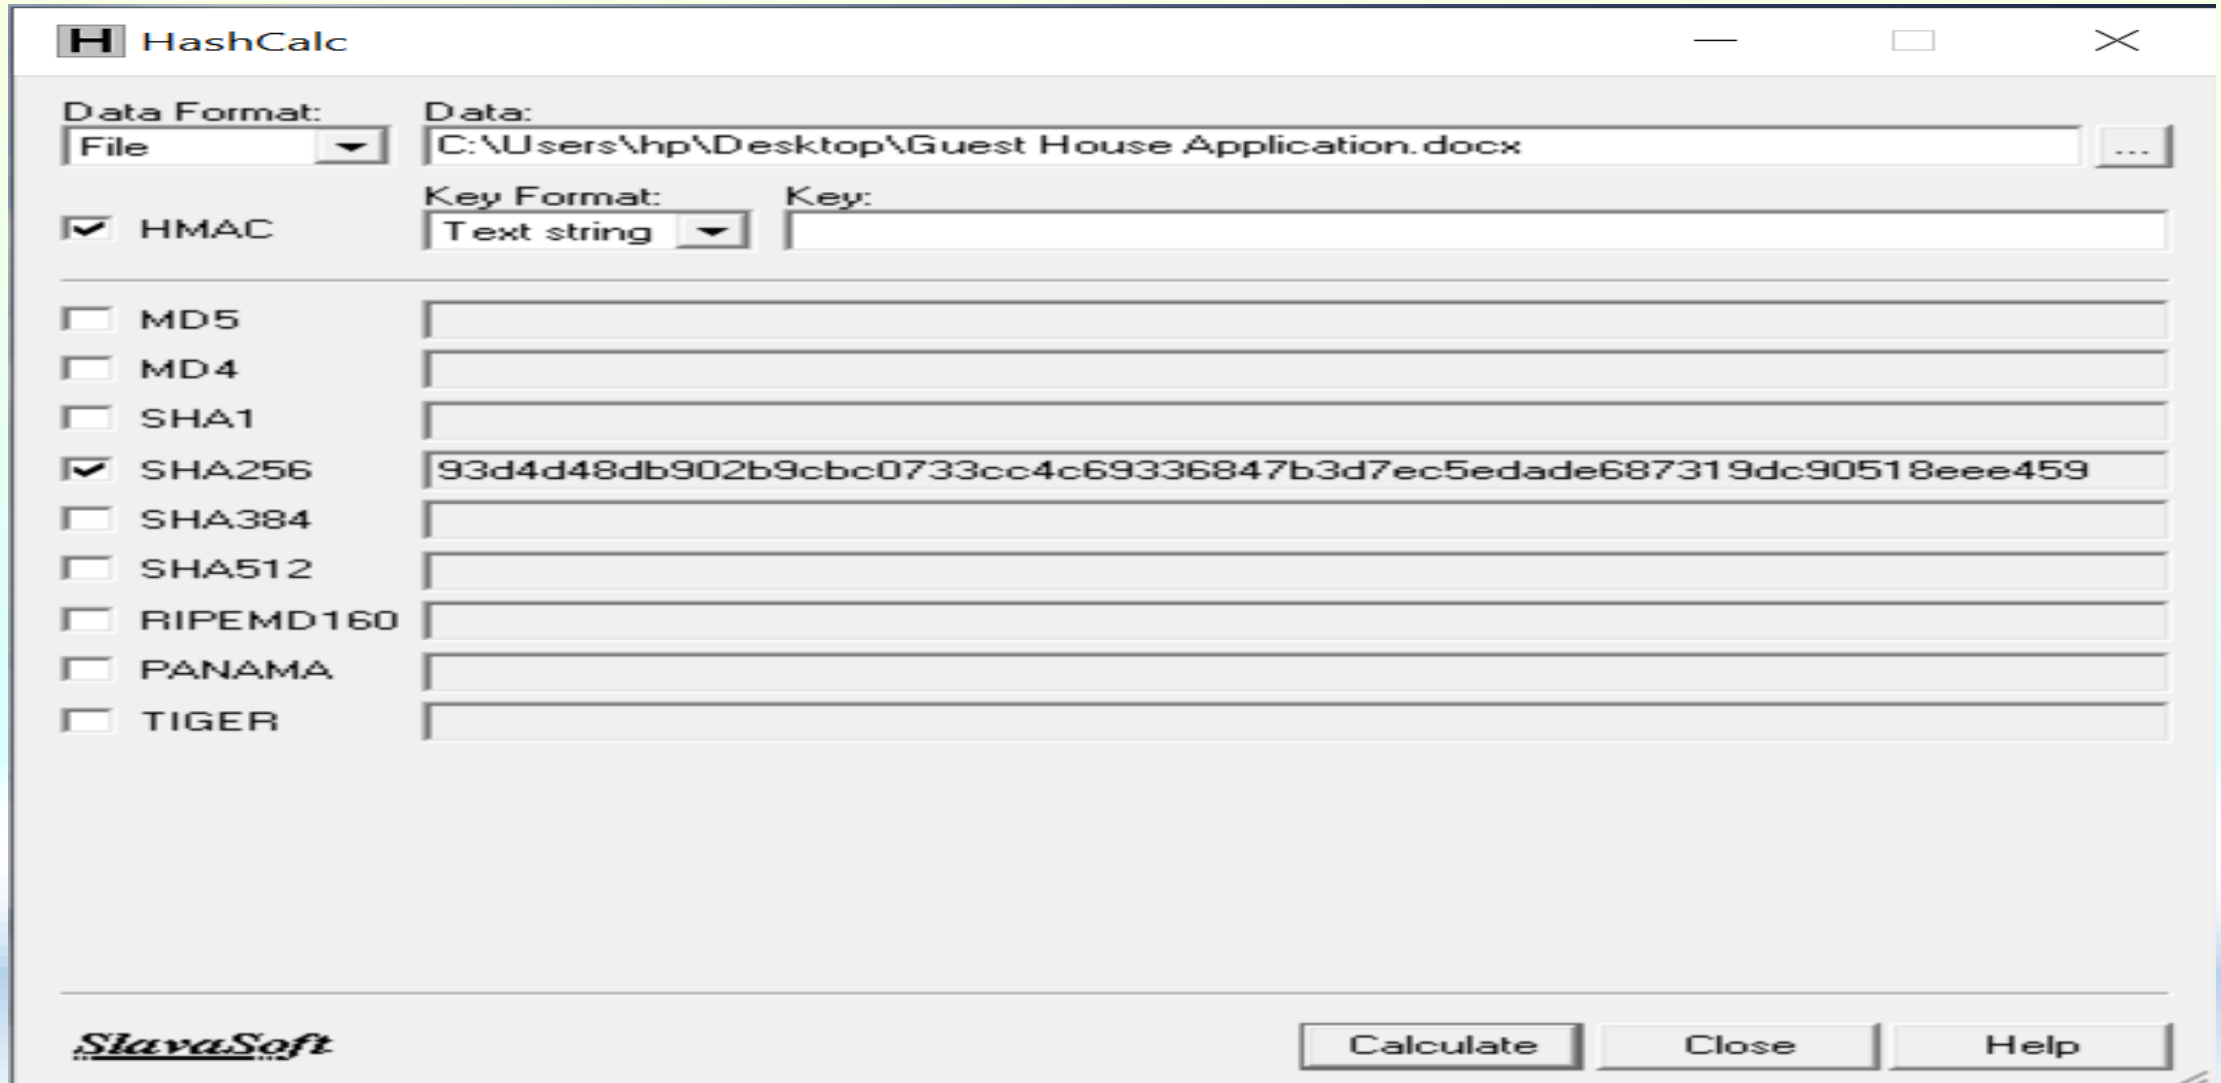 HashCalc
Data Format: Data:
File C:\Users\hp\Desktop\Guest House Application.docx ...
Key Format: Key:
HMAC Text string
MD5
MD4
SHA1
SHA256 93d4d48db902b9cbc0733cc4c69336847b3d7ec5edade687319dc90518eee459
SHA384
SHA512
RIPEMD160
PANAMA
TIGER
SlavaSoft Calculate Close Help